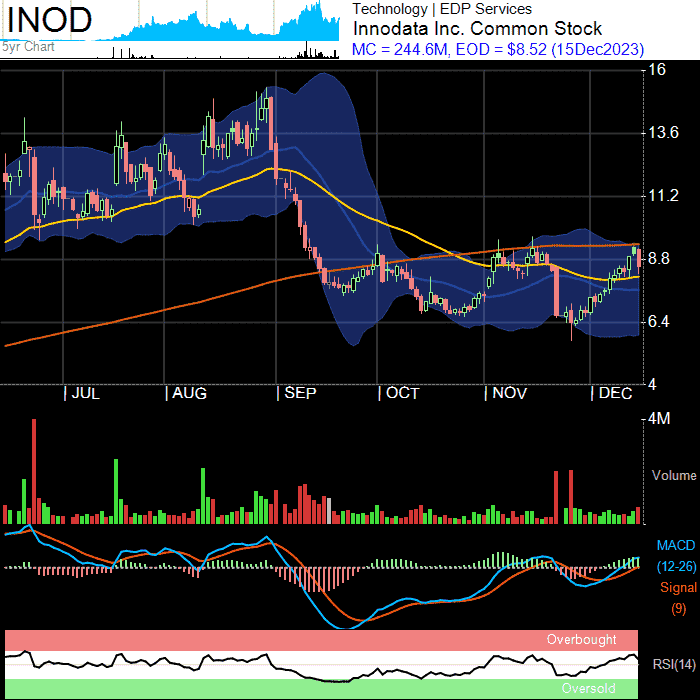 INOD
5yr Chart
Technology | EDP Services
Innodata Inc. Common Stock
MC = 244.6M, EOD = $8.52 (15Dec2023)
16
13.6
11.2
8.8
6.4
4
| JUL | AUG | SEP | OCT | NOV | DEC
4M
Volume
MACD
(12-26)
Signal
(9)
Overbought
RSI(14)
Oversold